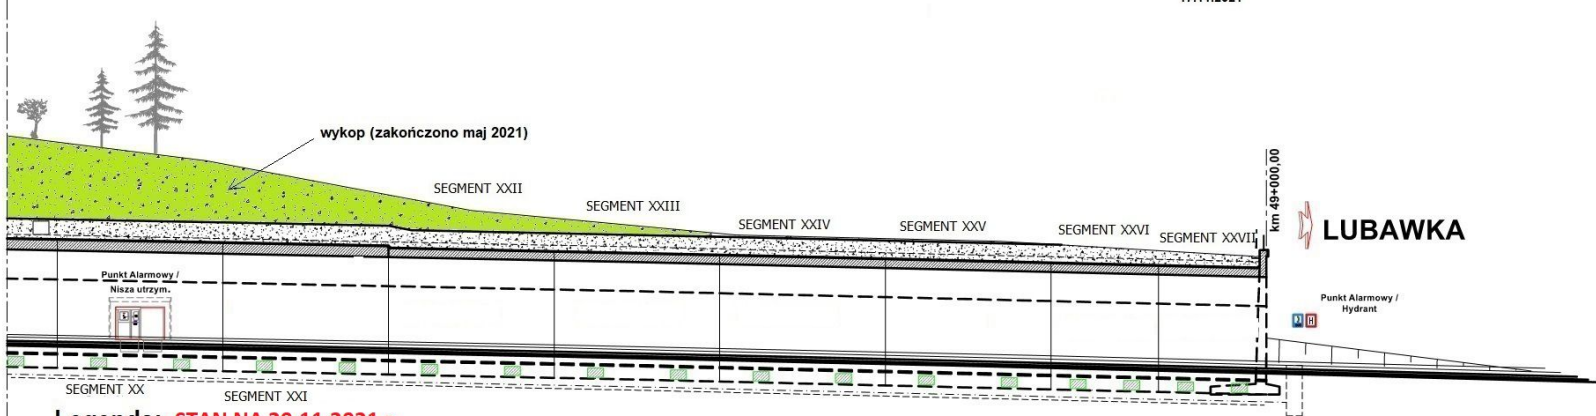 wykop (zakończono maj 2021)
SEGMENT XXII
SEGMENT XXIII
SEGMENT XXIV
SEGMENT XXV
SEGMENT XXVI
SEGMENT XXVII
km 49+000,00
LUBAWKA
Punkt Alarmowy /
Nisza utrzym.
Punkt Alarmowy /
Hydrant
H
SEGMENT XX
SEGMENT XXI